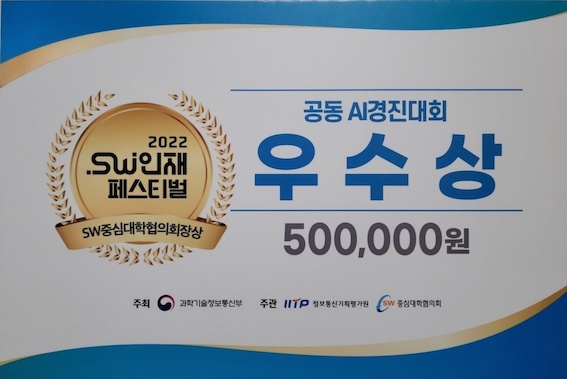 2022
.SW인재
페스티벌
SW중심대학협의회장상
공동 AI경진대회
우수상
500,000원
주최 과학기술정보통신부 주관 IITP 정보통신기획평가원 SW 중심대학협의회